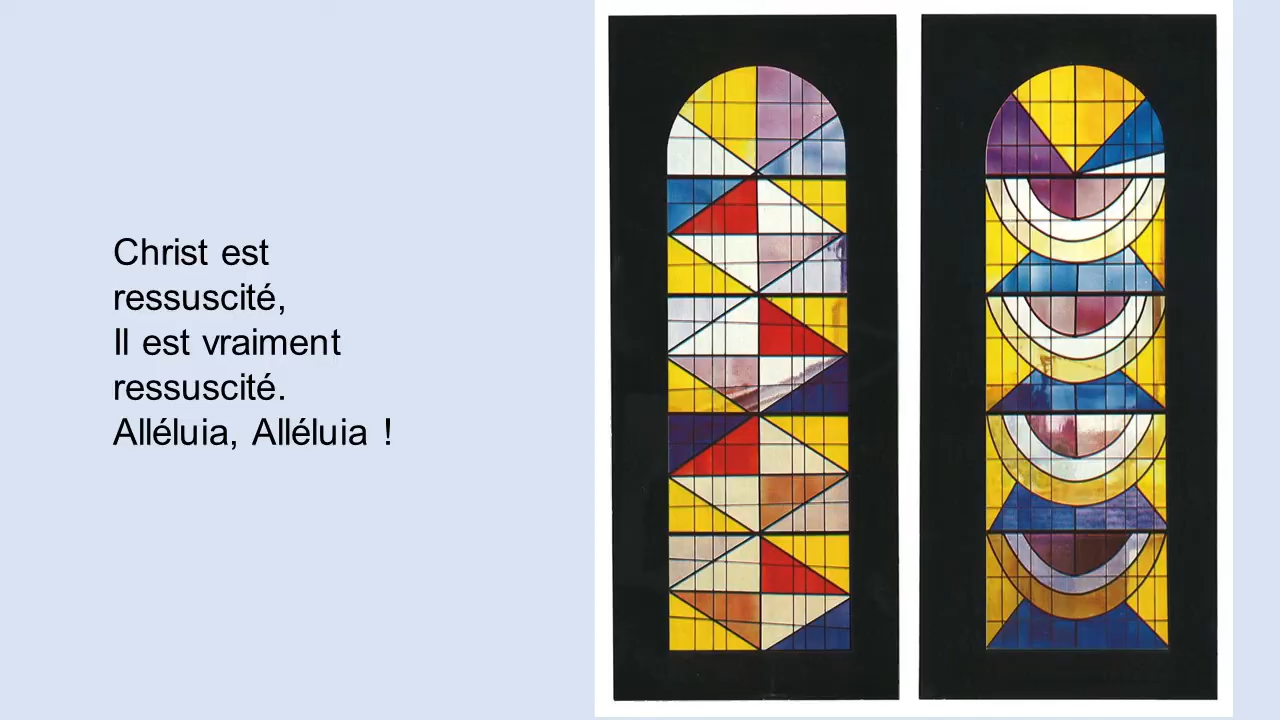 Christ est
ressuscité,
Il est vraiment
ressuscité.
Alléluia, Alléluia !